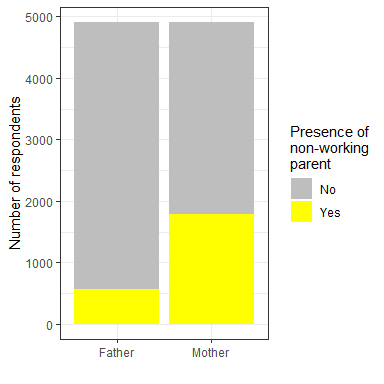 5000
4000
3000
2000
1000
0
Number of respondents
Father
Mother
Presence of
non-working
parent
No
Yes